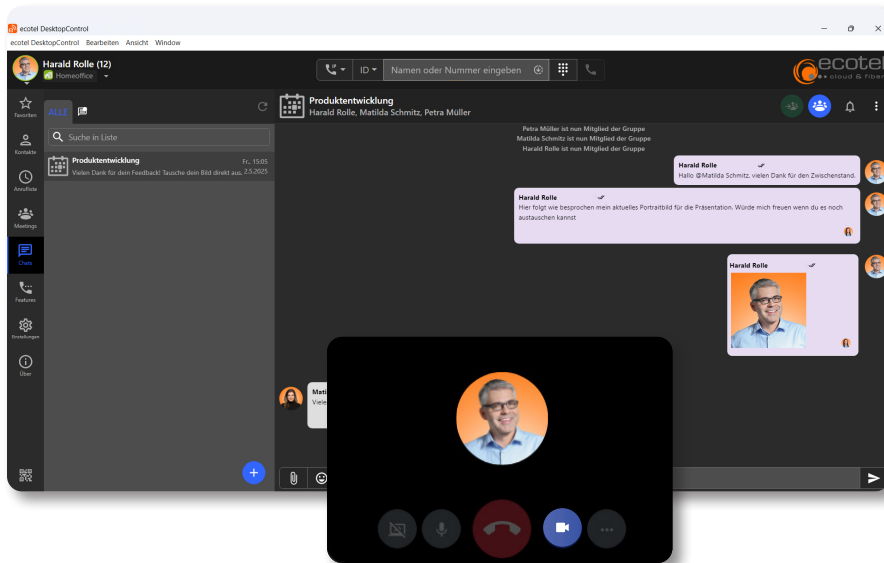 ecotel DesktopControl
ecotel DesktopControl Bearbeiten Ansicht Window
Harald Rolle (12)
Homeoffice
ID
Namen oder Nummer eingeben
ecotel
cloud & fiber
Favoriten
Kontakte
Anrufliste
Meetings
Chats
Features
Einstellungen
Über
ALLE
Suche in Liste
Produktentwicklung Fr., 15:05
Vielen Dank für dein Feedback! Tausche dein Bild direkt aus. 2.5.2025
Produktentwicklung
Harald Rolle, Matilda Schmitz, Petra Müller
Petra Müller ist nun Mitglied der Gruppe
Matilda Schmitz ist nun Mitglied der Gruppe
Harald Rolle ist nun Mitglied der Gruppe
Harald Rolle
Hallo @Matilda Schmitz, vielen Dank für den Zwischenstand.
Harald Rolle
Hier folgt wie besprochen mein aktuelles Portraitbild für die Präsentation. Würde mich freuen wenn du es noch
austauschen kannst
Harald Rolle
Mati
Viele